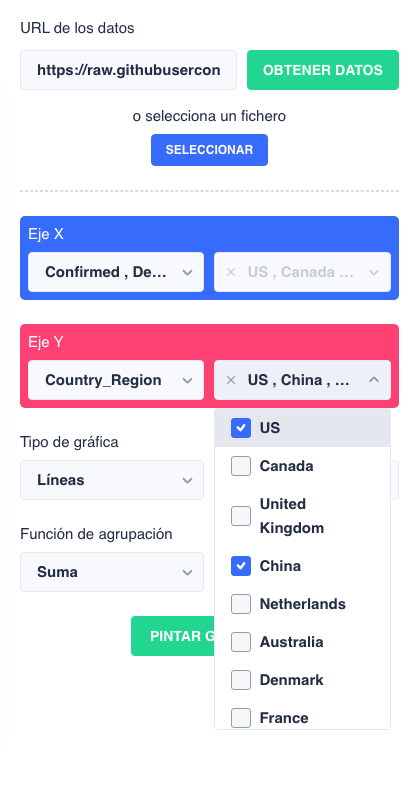 URL de los datos
https://raw.githubusercon
OBTENER DATOS
o selecciona un fichero
SELECCIONAR
Eje X
Confirmed , De...
× US , Canada ...
Eje Y
Country_Region
× US , China , ...
US
Canada
United
Kingdom
China
Netherlands
Australia
Denmark
France
Tipo de gráfica
Líneas
Función de agrupación
Suma
PINTAR G